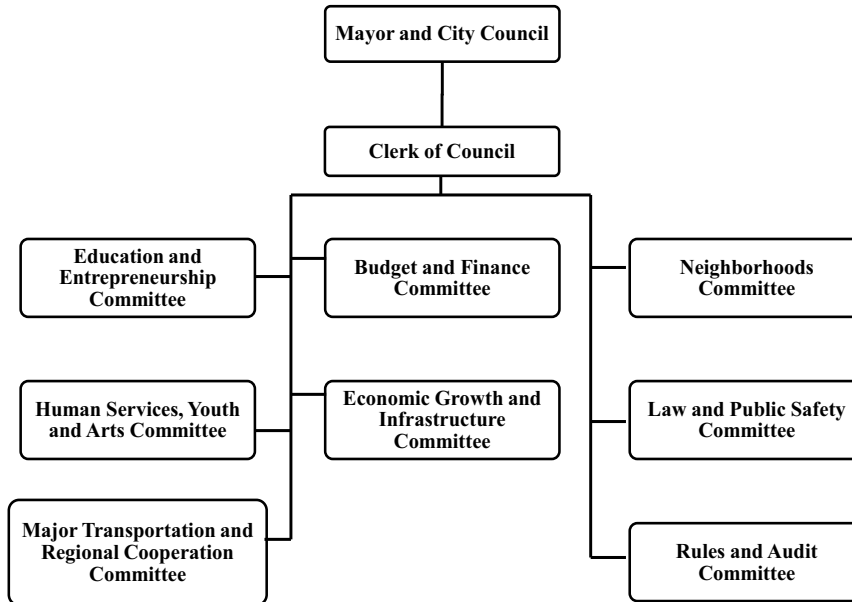 Mayor and City Council
Clerk of Council
Education and
Entrepreneurship
Committee
Budget and Finance
Committee
Neighborhoods
Committee
Human Services, Youth
and Arts Committee
Economic Growth and
Infrastructure
Committee
Law and Public Safety
Committee
Major Transportation and
Regional Cooperation
Committee
Rules and Audit
Committee